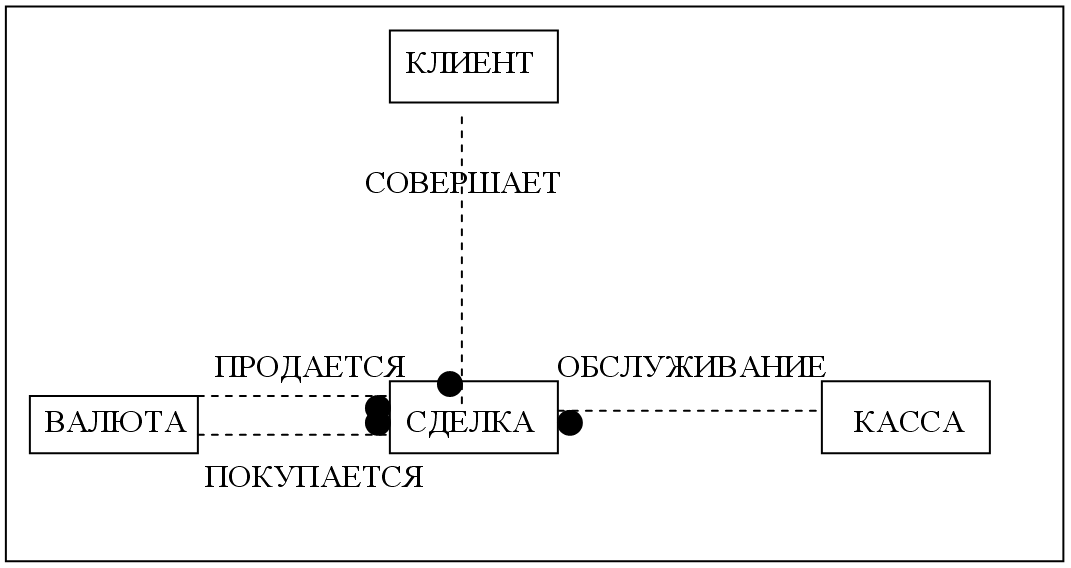 КЛИЕНТ
СОВЕРШАЕТ
ПРОДАЕТСЯ
ОБСЛУЖИВАНИЕ
ВАЛЮТА
СДЕЛКА
КАССА
ПОКУПАЕТСЯ